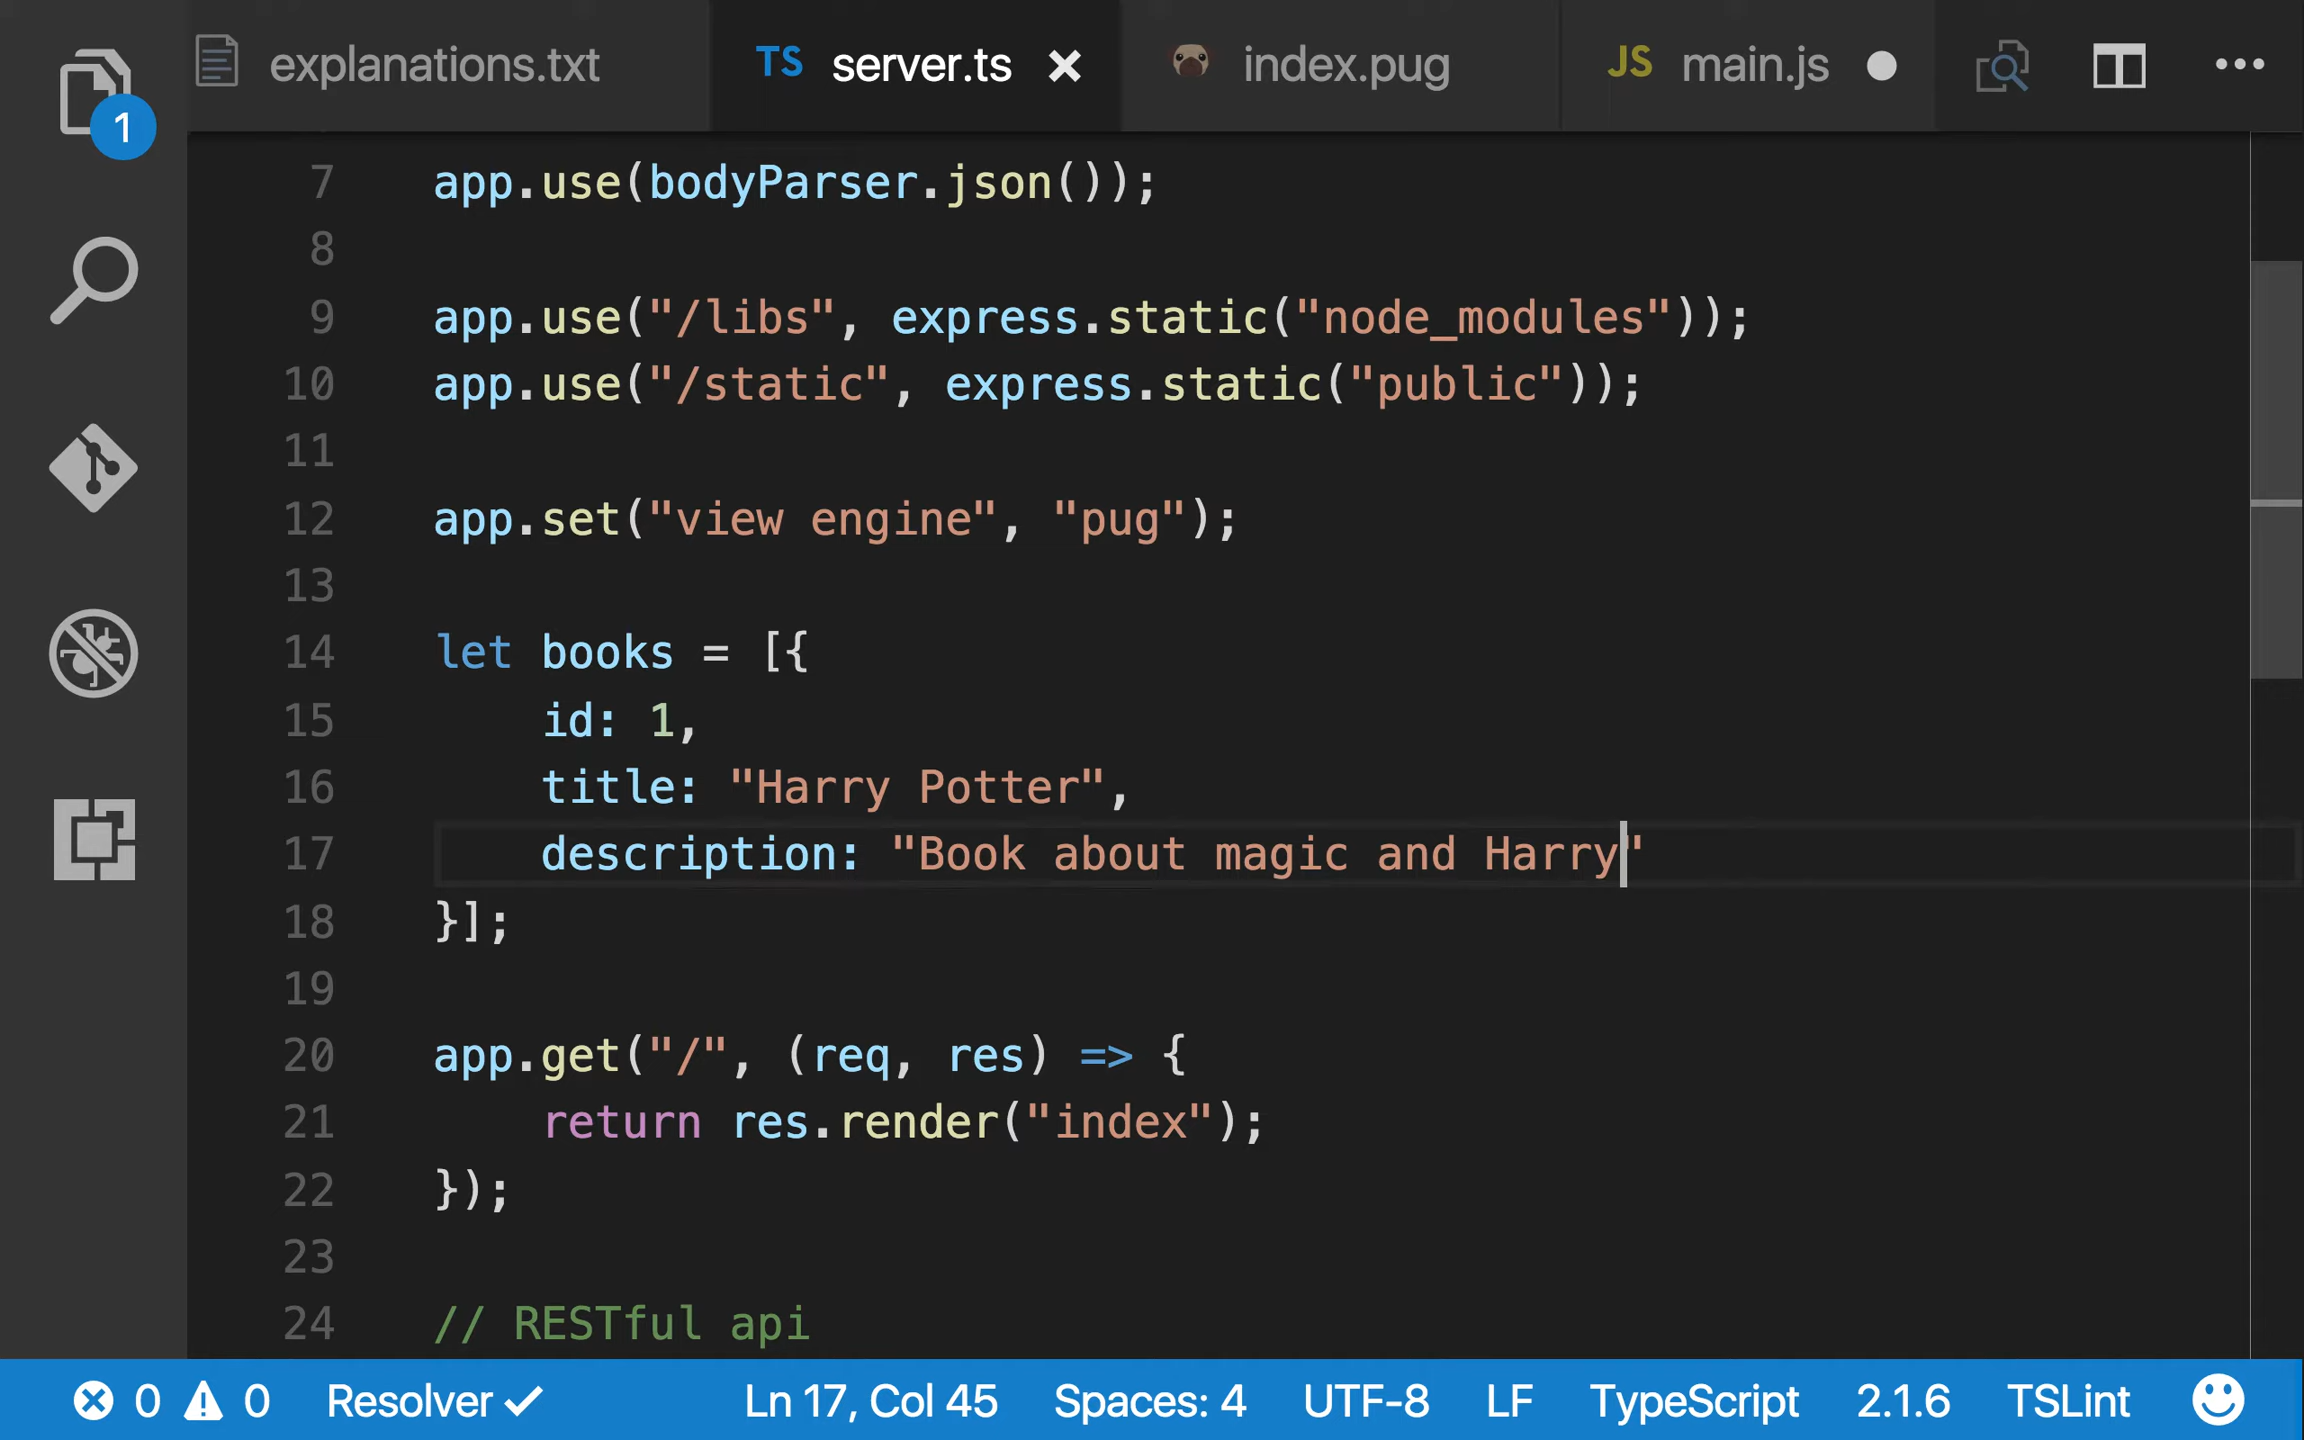 explanations.txt TS server.ts index.pug JS main.js
1
7 app.use(bodyParser.json());
8
9 app.use("/libs", express.static("node_modules"));
10 app.use("/static", express.static("public"));
11
12 app.set("view engine", "pug");
13
14 let books = [{
15 id: 1,
16 title: "Harry Potter",
17 description: "Book about magic and Harry"
18 }];
19
20 app.get("/", (req, res) => {
21 return res.render("index");
22 });
23
24 // RESTful api
0 0 Resolver Ln 17, Col 45 Spaces: 4 UTF-8 LF TypeScript 2.1.6 TSLint